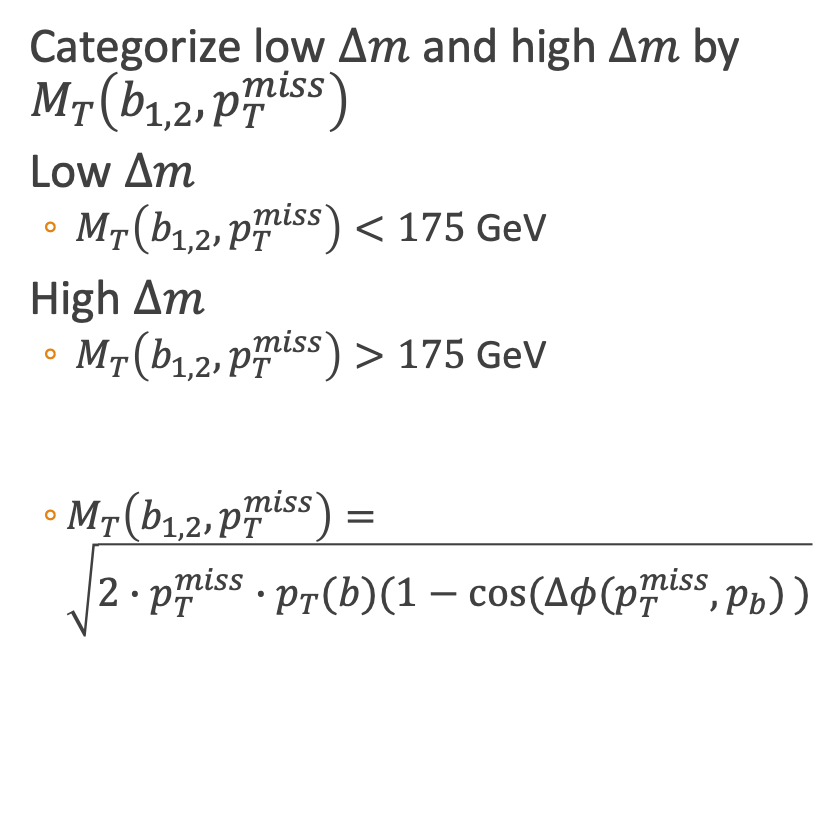 Categorize low Δm and high Δm by
M_T(b_{1,2}, p_T^{miss})
Low Δm
∘ M_T(b_{1,2}, p_T^{miss}) < 175 GeV
High Δm
∘ M_T(b_{1,2}, p_T^{miss}) > 175 GeV
∘ M_T(b_{1,2}, p_T^{miss}) =
√2 · p_T^{miss} · p_T(b)(1 − cos(Δϕ(p_T^{miss}, p_b) )